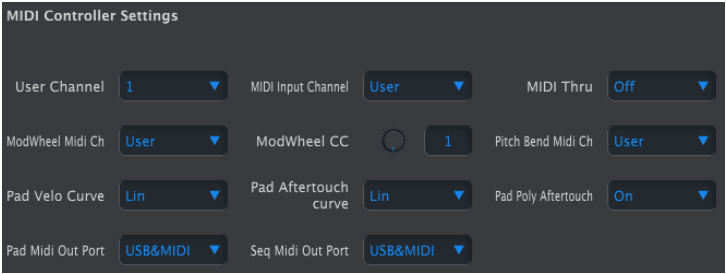 MIDI Controller Settings
User Channel 1 MIDI Input Channel User MIDI Thru Off
ModWheel Midi Ch User ModWheel CC 1 Pitch Bend Midi Ch User
Pad Velo Curve Lin Pad Aftertouch curve Lin Pad Poly Aftertouch On
Pad Midi Out Port USB&MIDI Seq Midi Out Port USB&MIDI